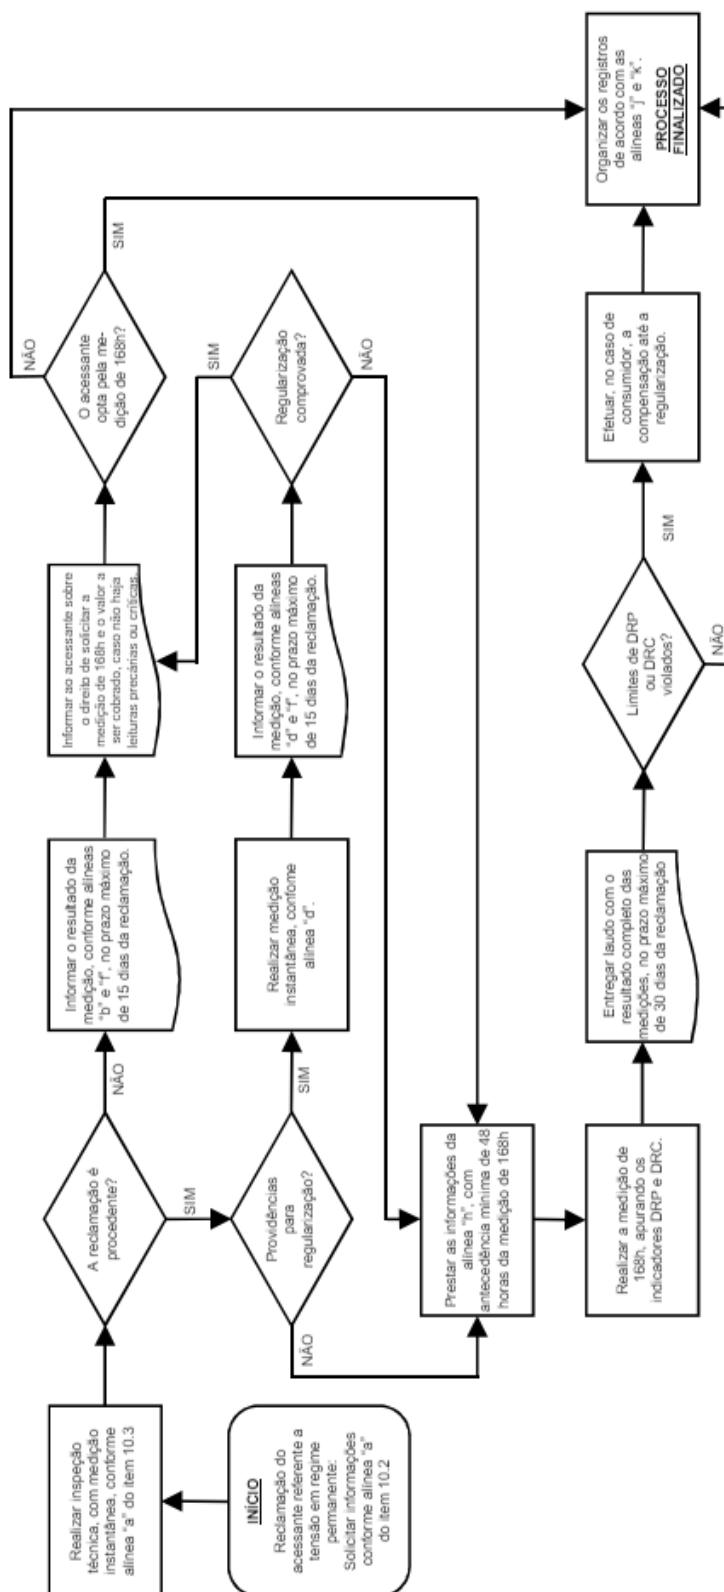 INÍCIO
Reclamação do
acessante referente a
tensão em regime
permanente:
Solicitar informações
conforme alínea "a"
do item 10.2
Realizar inspeção
técnica, com medição
instantânea, conforme
alínea "a" do item 10.3
A reclamação é
procedente?
NÃO
SIM
Informar o resultado da
medição, conforme alíneas
"b" e "f", no prazo máximo
de 15 dias da reclamação.
Informar ao acessante sobre
o direito de solicitar a
medição de 168h e o valor a
ser cobrado, caso não haja
leituras precárias ou críticas.
O acessante
opta pela me-
dição de 168h?
NÃO
SIM
Providências
para
regularização?
SIM
NÃO
Realizar medição
instantânea, conforme
alínea "d".
Informar o resultado da
medição, conforme alíneas
"d" e "f", no prazo máximo
de 15 dias da reclamação.
Regularização
comprovada?
SIM
NÃO
Prestar as informações da
alínea "h", com
antecedência mínima de 48
horas da medição de 168h
Realizar a medição de
168h, apurando os
indicadores DRP e DRC.
Entregar laudo com o
resultado completo das
medições, no prazo máximo
de 30 dias da reclamação
Limites de DRP
ou DRC
violados?
SIM
NÃO
Efetuar, no caso de
consumidor, a
compensação até a
regularização.
Organizar os registros
de acordo com as
alíneas "j" e "k".
PROCESSO
FINALIZADO